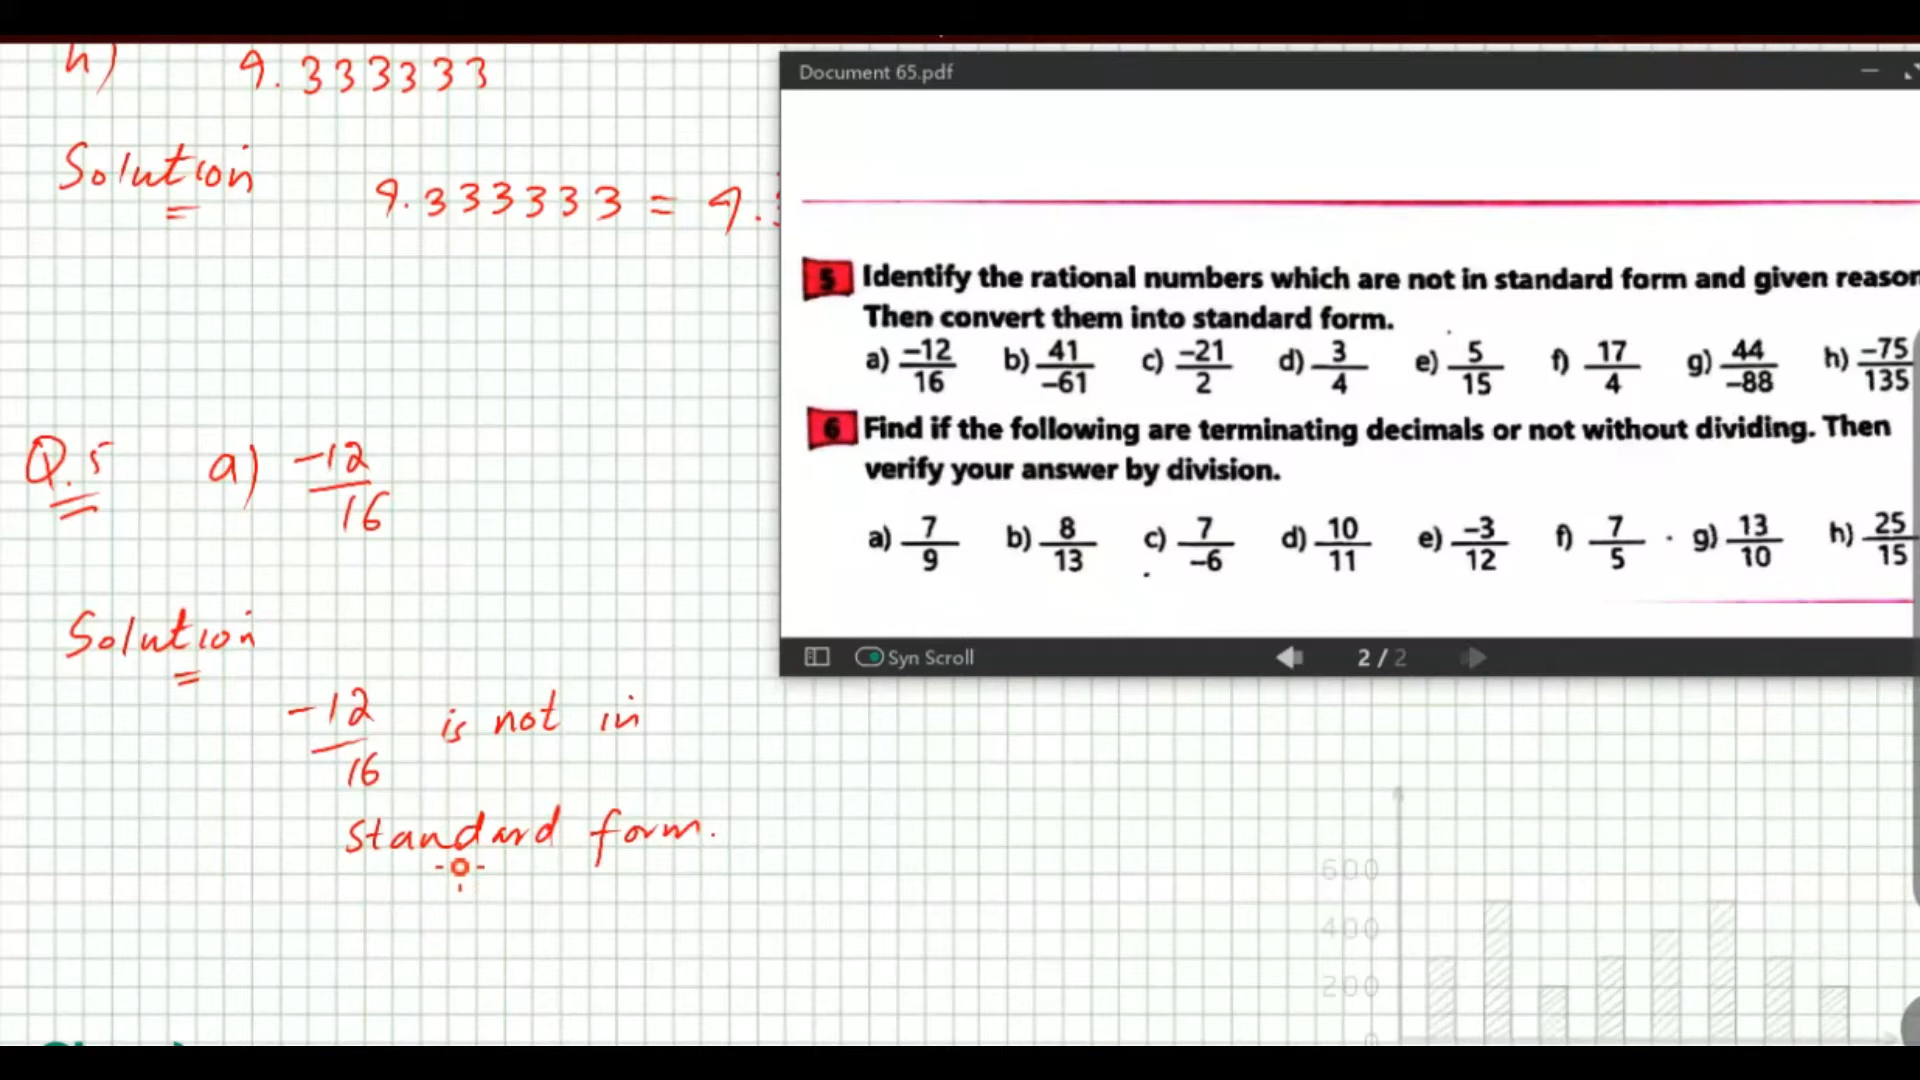 h) 9.333333
Solution 9.333333 = 9.
Q.5 a) -12/16
Solution
-12/16 is not in
standard form.
Document 65.pdf
5 Identify the rational numbers which are not in standard form and given reason
Then convert them into standard form.
a) -12/16 b) 41/-61 c) -21/2 d) 3/4 e) 5/15 f) 17/4 g) 44/-88 h) -75/135
6 Find if the following are terminating decimals or not without dividing. Then
verify your answer by division.
a) 7/9 b) 8/13 c) 7/-6 d) 10/11 e) -3/12 f) 7/5 g) 13/10 h) 25/15
Syn Scroll 2 / 2
600
400
200
0